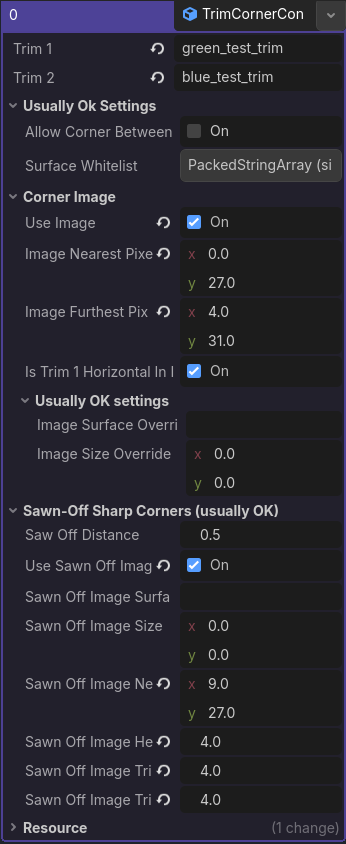 0 TrimCornerCon
Trim 1 green_test_trim
Trim 2 blue_test_trim
Usually Ok Settings
Allow Corner Between On
Surface Whitelist PackedStringArray (si
Corner Image
Use Image On
Image Nearest Pixe x 0.0
y 27.0
Image Furthest Pix x 4.0
y 31.0
Is Trim 1 Horizontal In I On
Usually OK settings
Image Surface Overri
Image Size Override x 0.0
y 0.0
Sawn-Off Sharp Corners (usually OK)
Saw Off Distance 0.5
Use Sawn Off Imag On
Sawn Off Image Surfa
Sawn Off Image Size x 0.0
y 0.0
Sawn Off Image Ne x 9.0
y 27.0
Sawn Off Image He 4.0
Sawn Off Image Tri 4.0
Sawn Off Image Tri 4.0
Resource (1 change)